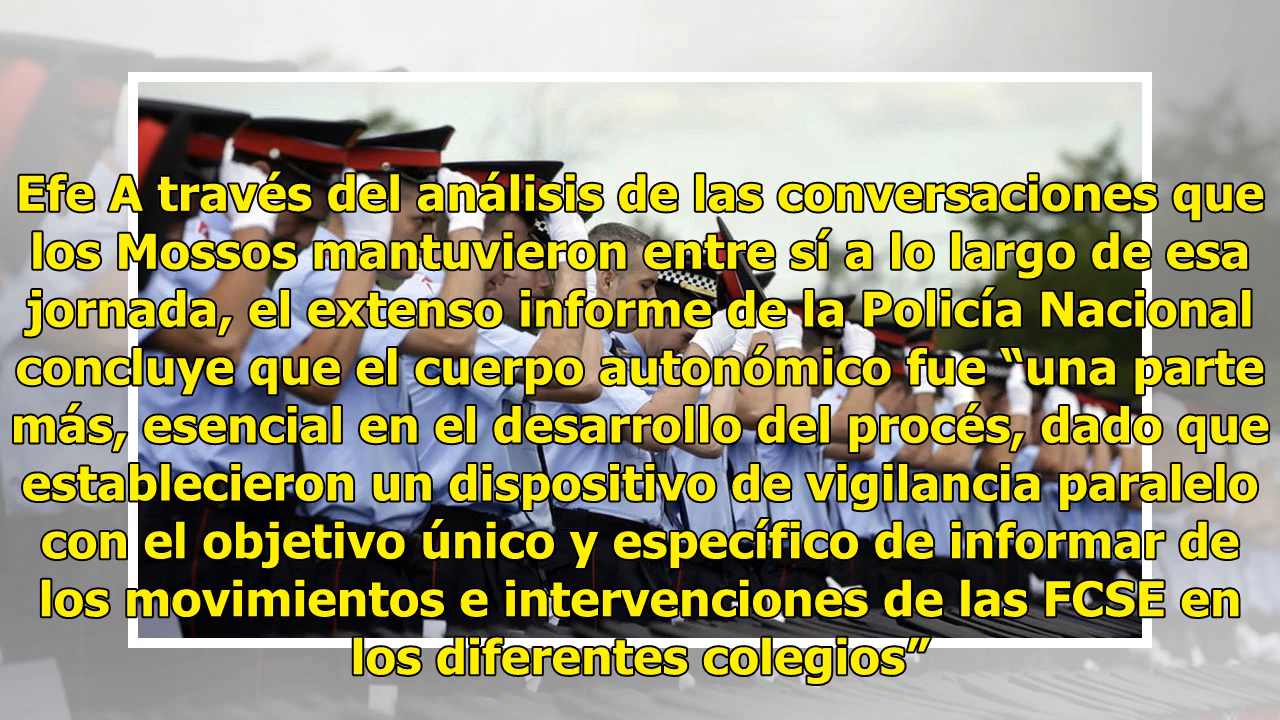 Efe A través del análisis de las conversaciones que
los Mossos mantuvieron entre sí a lo largo de esa
jornada, el extenso informe de la Policía Nacional
concluye que el cuerpo autonómico fue “una parte
más, esencial en el desarrollo del procés, dado que
establecieron un dispositivo de vigilancia paralelo
con el objetivo único y específico de informar de
los movimientos e intervenciones de las FCSE en
los diferentes colegios”